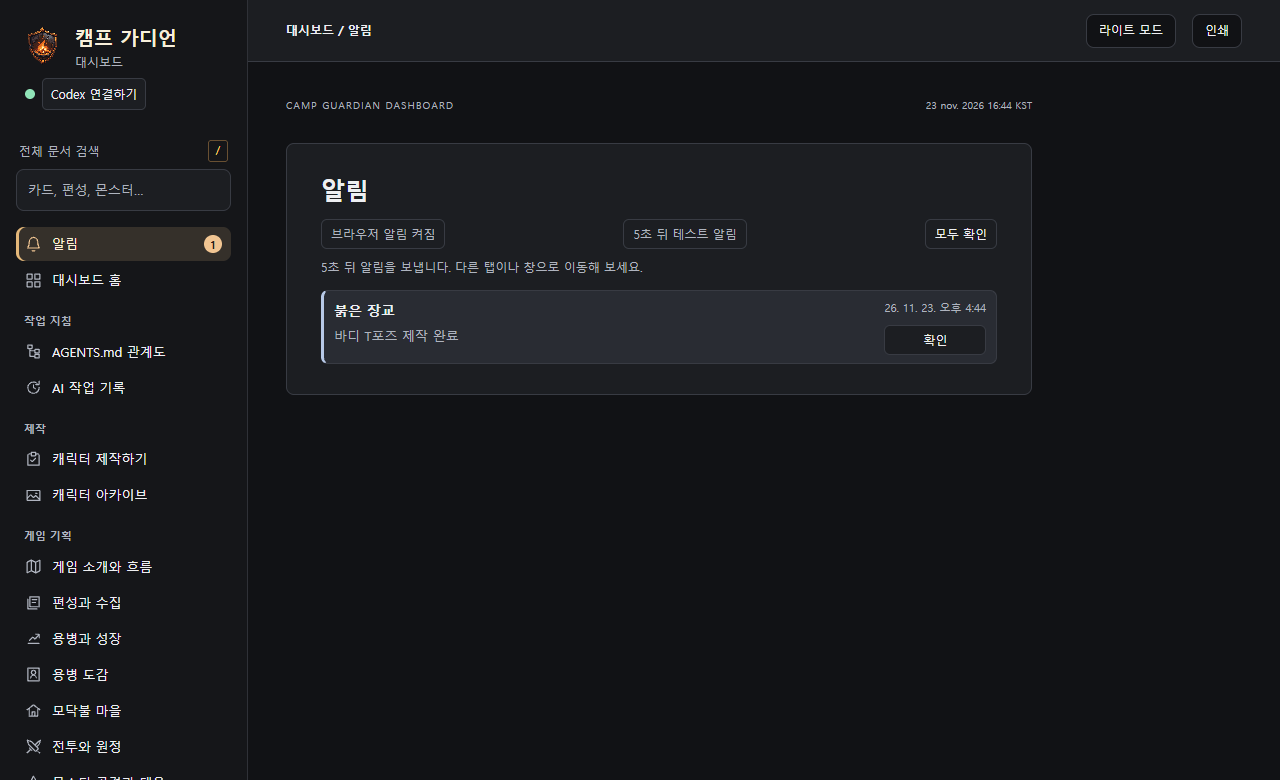 캠프 가디언
대시보드
Codex 연결하기
전체 문서 검색
/
카드, 편성, 몬스터...
알림
1
대시보드 홈
작업 지침
AGENTS.md 관계도
AI 작업 기록
제작
캐릭터 제작하기
캐릭터 아카이브
게임 기획
게임 소개와 흐름
편성과 수집
용병과 성장
용병 도감
모닥불 마을
전투와 원정
대시보드 / 알림
라이트 모드
인쇄
CAMP GUARDIAN DASHBOARD
23 nov. 2026 16:44 KST
알림
브라우저 알림 켜짐
5초 뒤 테스트 알림
모두 확인
5초 뒤 알림을 보냅니다. 다른 탭이나 창으로 이동해 보세요.
붉은 장교
26. 11. 23. 오후 4:44
바디 T포즈 제작 완료
확인